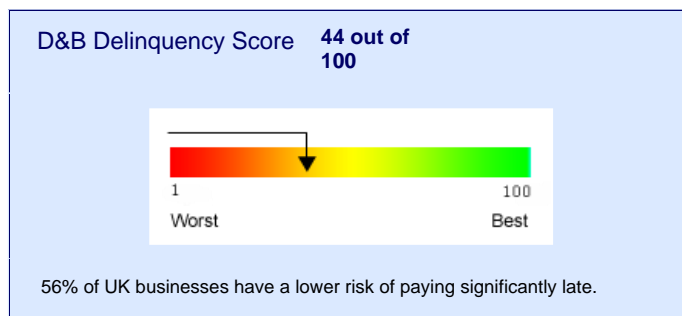 D&B Delinquency Score 44 out of
100
1 100
Worst Best
56% of UK businesses have a lower risk of paying significantly late.